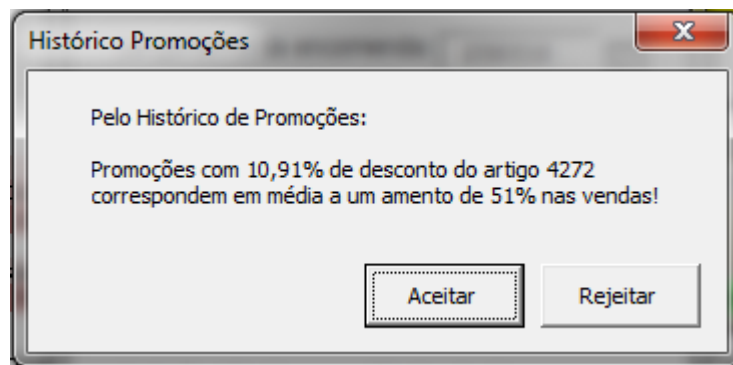 Histórico Promoções
Pelo Histórico de Promoções:
Promoções com 10,91% de desconto do artigo 4272
correspondem em média a um amento de 51% nas vendas!
Aceitar
Rejeitar